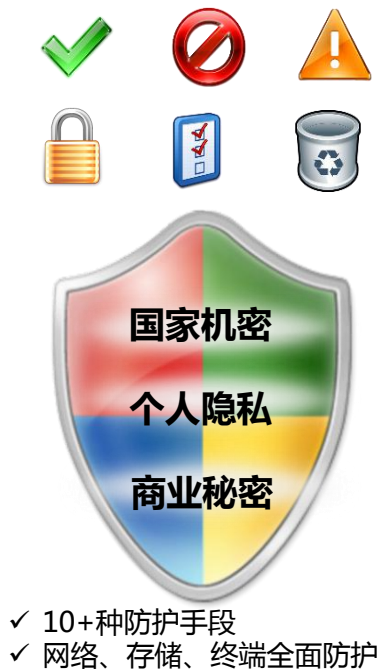 国家机密
个人隐私
商业秘密
✓ 10+种防护手段
✓ 网络、存储、终端全面防护